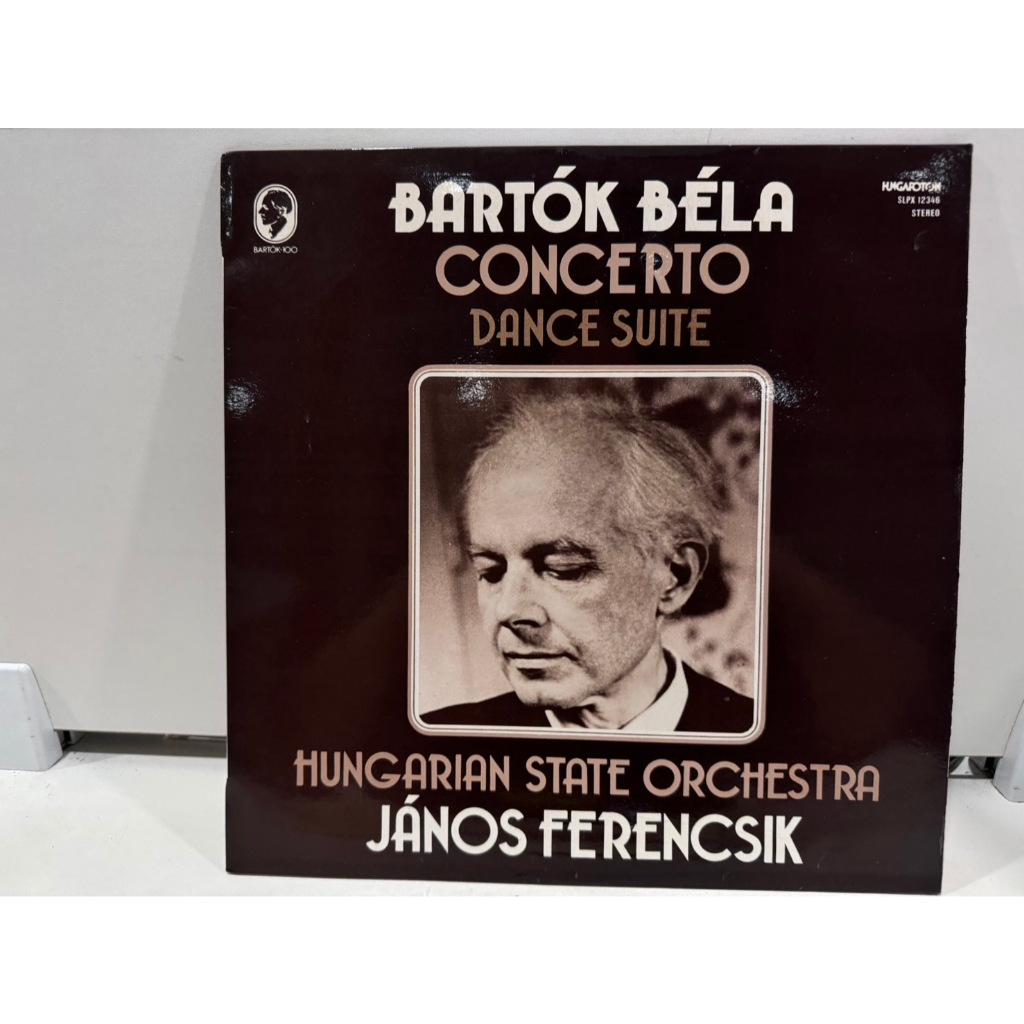 BARTÓK BÉLA
CONCERTO
DANCE SUITE
BARTÓK-100
HUNGAROTON
SLPX 12346
STEREO
HUNGARIAN STATE ORCHESTRA
JÁNOS FERENCSIK